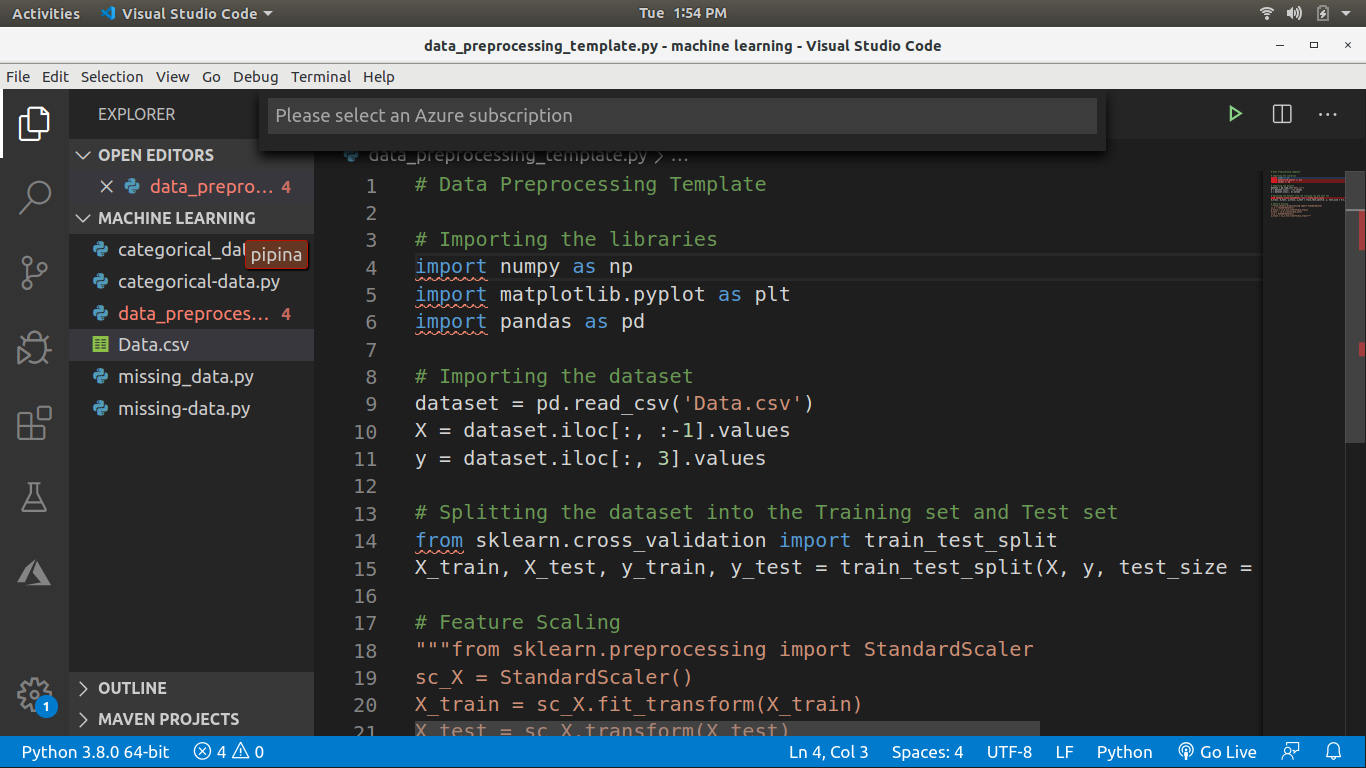 Activities Visual Studio Code Tue 1:54 PM
data_preprocessing_template.py - machine learning - Visual Studio Code
File Edit Selection View Go Debug Terminal Help
EXPLORER
Please select an Azure subscription
OPEN EDITORS
data_prepro... 4
MACHINE LEARNING
categorical_dat
pipina
categorical-data.py
data_preproces... 4
Data.csv
missing_data.py
missing-data.py
OUTLINE
MAVEN PROJECTS
1
data_preprocessing_template.py > ...
1 # Data Preprocessing Template
2
3 # Importing the libraries
4 import numpy as np
5 import matplotlib.pyplot as plt
6 import pandas as pd
7
8 # Importing the dataset
9 dataset = pd.read_csv('Data.csv')
10 X = dataset.iloc[:, :-1].values
11 y = dataset.iloc[:, 3].values
12
13 # Splitting the dataset into the Training set and Test set
14 from sklearn.cross_validation import train_test_split
15 X_train, X_test, y_train, y_test = train_test_split(X, y, test_size =
16
17 # Feature Scaling
18 """from sklearn.preprocessing import StandardScaler
19 sc_X = StandardScaler()
20 X_train = sc_X.fit_transform(X_train)
21 X_test = sc_X.transform(X_test)
Python 3.8.0 64-bit 4 0 Ln 4, Col 3 Spaces: 4 UTF-8 LF Python Go Live